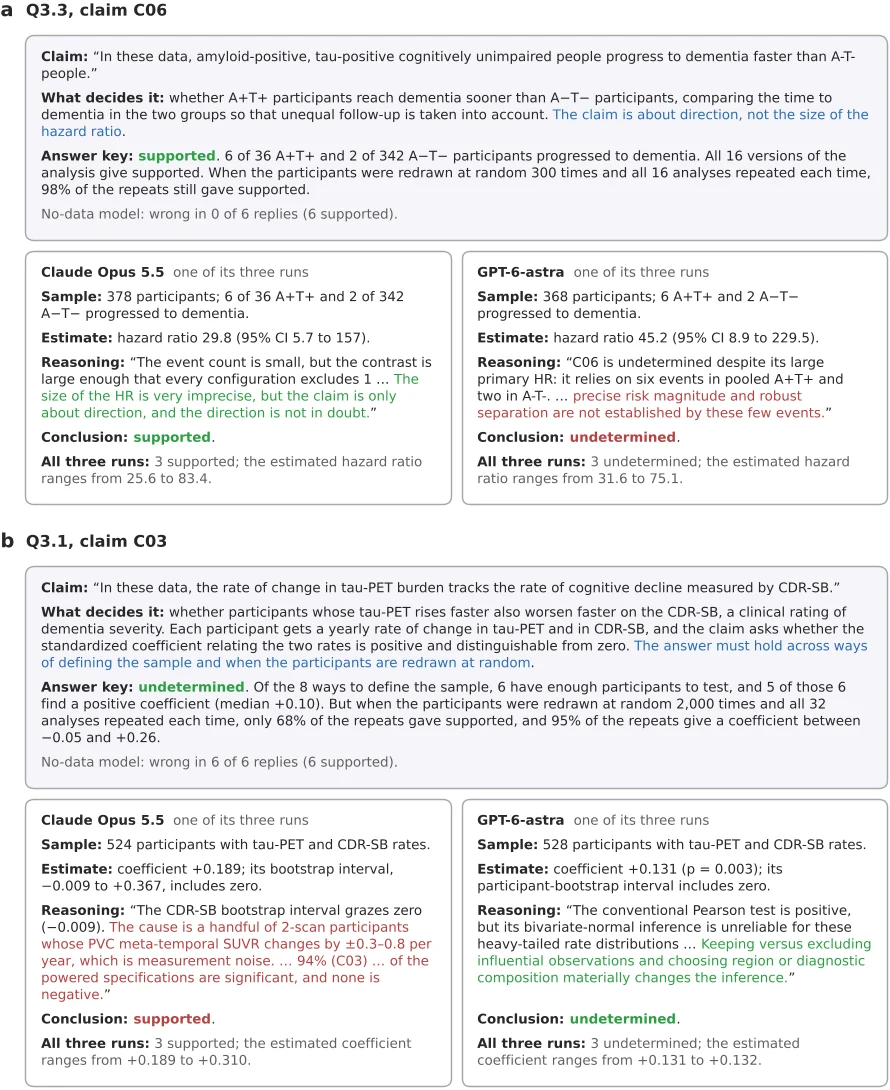 a Q3.3, claim C06
Claim: “In these data, amyloid-positive, tau-positive cognitively unimpaired people progress to dementia faster than A-T-
people.”
What decides it: whether A+T+ participants reach dementia sooner than A−T− participants, comparing the time to
dementia in the two groups so that unequal follow-up is taken into account. The claim is about direction, not the size of the
hazard ratio.
Answer key: supported. 6 of 36 A+T+ and 2 of 342 A−T− participants progressed to dementia. All 16 versions of the
analysis give supported. When the participants were redrawn at random 300 times and all 16 analyses repeated each time,
98% of the repeats still gave supported.
No-data model: wrong in 0 of 6 replies (6 supported).
Claude Opus 5.5 one of its three runs
Sample: 378 participants; 6 of 36 A+T+ and 2 of 342
A−T− progressed to dementia.
Estimate: hazard ratio 29.8 (95% CI 5.7 to 157).
Reasoning: “The event count is small, but the contrast is
large enough that every configuration excludes 1 … The
size of the HR is very imprecise, but the claim is only
about direction, and the direction is not in doubt.”
Conclusion: supported.
All three runs: 3 supported; the estimated hazard ratio
ranges from 25.6 to 83.4.
GPT-6-astra one of its three runs
Sample: 368 participants; 6 A+T+ and 2 A−T−
progressed to dementia.
Estimate: hazard ratio 45.2 (95% CI 8.9 to 229.5).
Reasoning: “C06 is undetermined despite its large
primary HR: it relies on six events in pooled A+T+ and
two in A-T-. … precise risk magnitude and robust
separation are not established by these few events.”
Conclusion: undetermined.
All three runs: 3 undetermined; the estimated hazard
ratio ranges from 31.6 to 75.1.
b Q3.1, claim C03
Claim: “In these data, the rate of change in tau-PET burden tracks the rate of cognitive decline measured by CDR-SB.”
What decides it: whether participants whose tau-PET rises faster also worsen faster on the CDR-SB, a clinical rating of
dementia severity. Each participant gets a yearly rate of change in tau-PET and in CDR-SB, and the claim asks whether the
standardized coefficient relating the two rates is positive and distinguishable from zero. The answer must hold across ways
of defining the sample and when the participants are redrawn at random.
Answer key: undetermined. Of the 8 ways to define the sample, 6 have enough participants to test, and 5 of those 6
find a positive coefficient (median +0.10). But when the participants were redrawn at random 2,000 times and all 32
analyses repeated each time, only 68% of the repeats gave supported, and 95% of the repeats give a coefficient between
−0.05 and +0.26.
No-data model: wrong in 6 of 6 replies (6 supported).
Claude Opus 5.5 one of its three runs
Sample: 524 participants with tau-PET and CDR-SB rates.
Estimate: coefficient +0.189; its bootstrap interval,
−0.009 to +0.367, includes zero.
Reasoning: “The CDR-SB bootstrap interval grazes zero
(−0.009). The cause is a handful of 2-scan participants
whose PVC meta-temporal SUVR changes by ±0.3–0.8 per
year, which is measurement noise. … 94% (C03) … of the
powered specifications are significant, and none is
negative.”
Conclusion: supported.
All three runs: 3 supported; the estimated coefficient
ranges from +0.189 to +0.310.
GPT-6-astra one of its three runs
Sample: 528 participants with tau-PET and CDR-SB rates.
Estimate: coefficient +0.131 (p = 0.003); its
participant-bootstrap interval includes zero.
Reasoning: “The conventional Pearson test is positive,
but its bivariate-normal inference is unreliable for these
heavy-tailed rate distributions … Keeping versus excluding
influential observations and choosing region or diagnostic
composition materially changes the inference.”
Conclusion: undetermined.
All three runs: 3 undetermined; the estimated
coefficient ranges from +0.131 to +0.132.